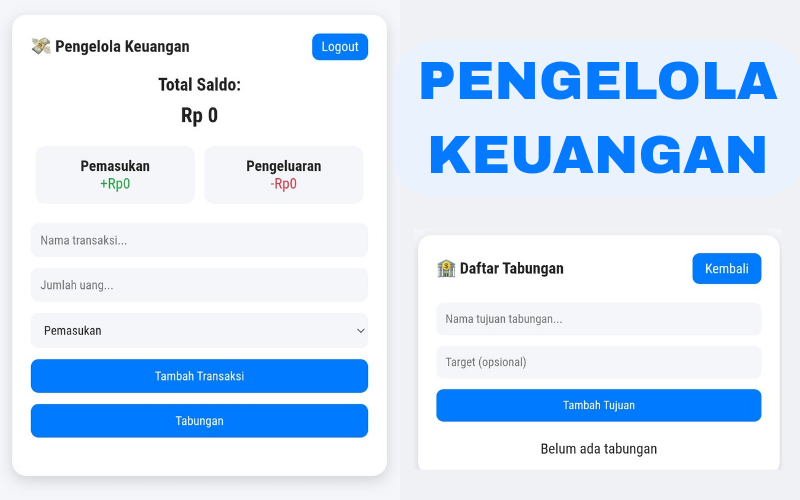 Pengelola Keuangan
Logout
Total Saldo:
Rp 0
Pemasukan
+Rp0
Pengeluaran
-Rp0
Nama transaksi...
Jumlah uang...
Pemasukan
Tambah Transaksi
Tabungan
PENGELOLA
KEUANGAN
Daftar Tabungan
Kembali
Nama tujuan tabungan...
Target (opsional)
Tambah Tujuan
Belum ada tabungan